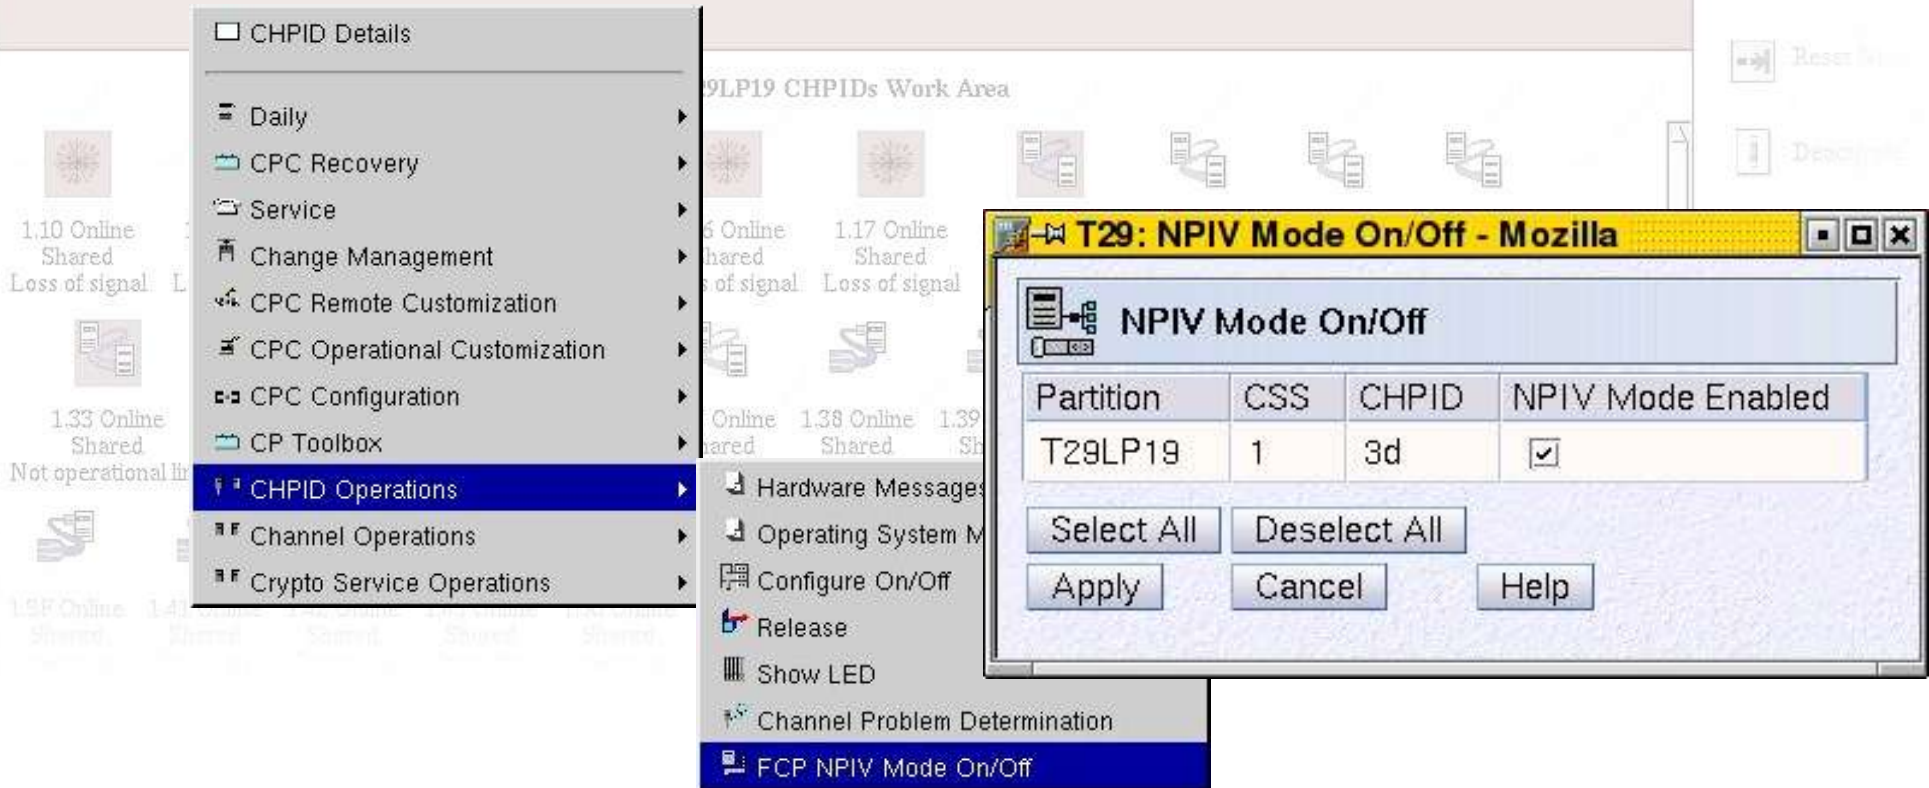 CHPID Details
Daily
CPC Recovery
Service
Change Management
CPC Remote Customization
CPC Operational Customization
CPC Configuration
CP Toolbox
CHPID Operations
Channel Operations
Crypto Service Operations
9LP19 CHPIDs Work Area
Reset
1.10 Online
Shared
Loss of signal
L
6 Online
hared
s of signal
1.17 Online
Shared
Loss of signal
1.33 Online
Shared
Not operational lin
Online
ared
1.38 Online
Shared
1.39
Sh
Hardware Messages
Operating System M
Configure On/Off
Release
Show LED
Channel Problem Determination
FCP NPIV Mode On/Off
T29: NPIV Mode On/Off - Mozilla
NPIV Mode On/Off
Partition CSS CHPID NPIV Mode Enabled
T29LP19 1 3d
Select All Deselect All
Apply Cancel Help